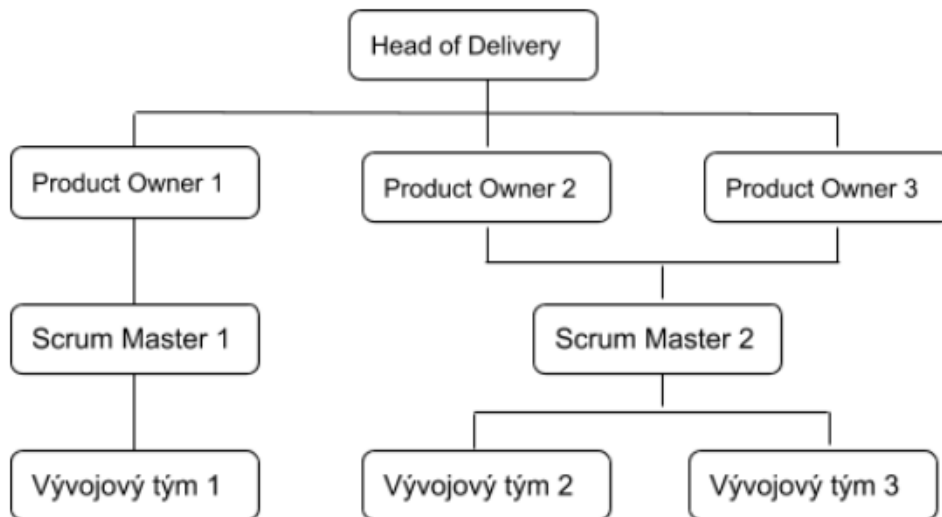 Head of Delivery
Product Owner 1
Product Owner 2
Product Owner 3
Scrum Master 1
Scrum Master 2
Vývojový tým 1
Vývojový tým 2
Vývojový tým 3